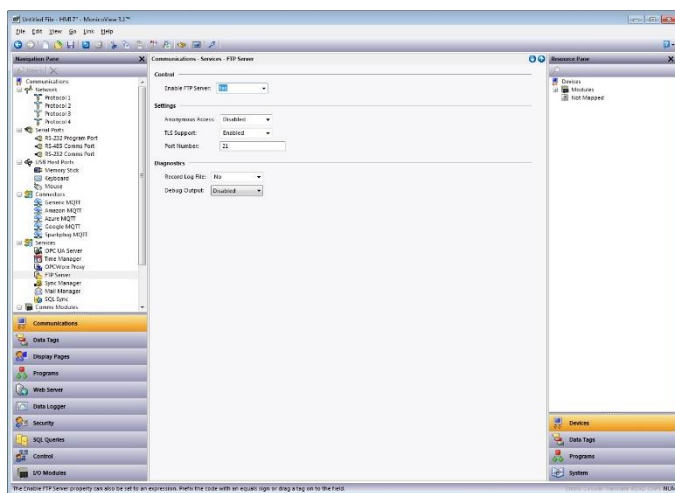 Untitled File - HMI17" - MonicoView 3.2™
File Edit View Go Link Help
Navigation Pane
Communications
Network
Protocol 1
Protocol 2
Protocol 3
Protocol 4
Serial Ports
RS-232 Program Port
RS-485 Comms Port
RS-232 Comms Port
USB Host Ports
Memory Stick
Keyboard
Mouse
Connectors
Generic MQTT
Amazon MQTT
Azure MQTT
Google MQTT
Sparkplug MQTT
Services
OPC UA Server
Time Manager
OPCWorx Proxy
FTP Server
Sync Manager
Mail Manager
SQL Sync
Comms Modules
Communications
Data Tags
Display Pages
Programs
Web Server
Data Logger
Security
SQL Queries
Control
I/O Modules
Communications - Services - FTP Server
Control
Enable FTP Server: Yes
Settings
Anonymous Access: Disabled
TLS Support: Enabled
Port Number: 21
Diagnostics
Record Log File: No
Debug Output: Disabled
Resource Pane
Devices
Modules
Not Mapped
Devices
Data Tags
Programs
System
The Enable FTP Server property can also be set to an expression. Prefix the code with an equals sign or drag a tag on to the field.
NUM